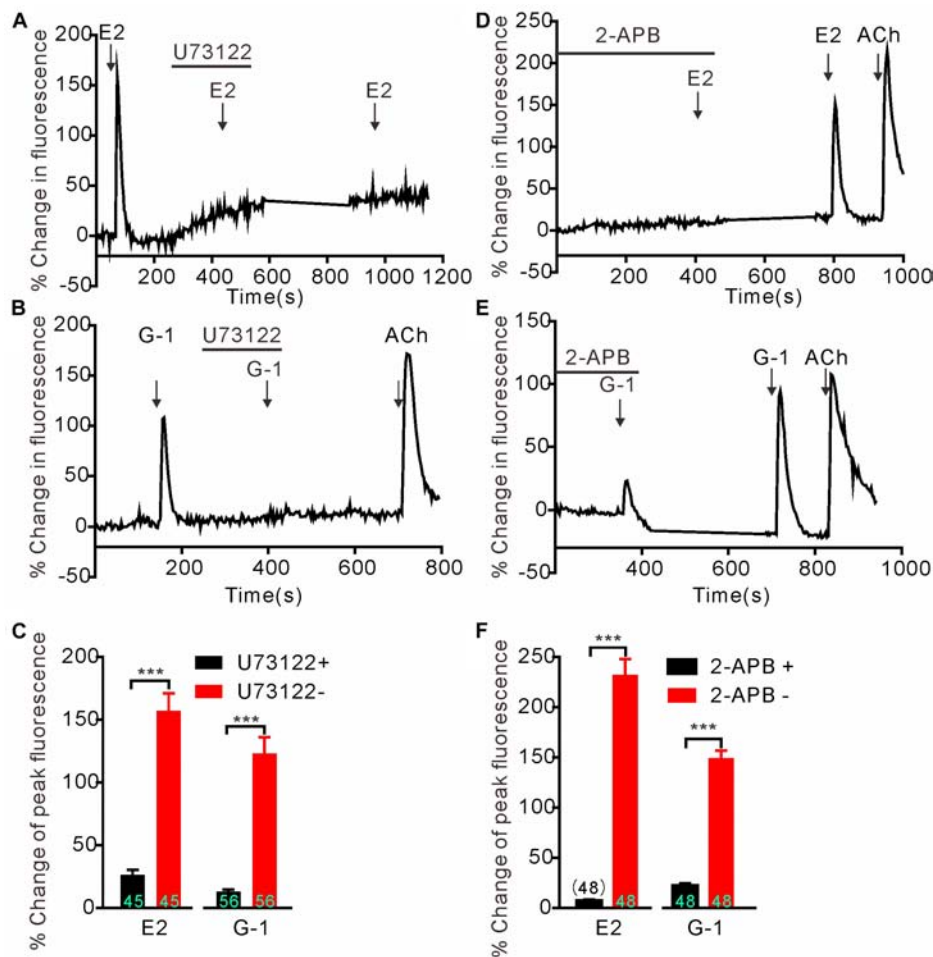 A
% Change in fluorescence
200
150
100
50
0
-50
E2
U73122
E2
E2
200 400 600 800 1000 1200
Time(s)
B
% Change in fluorescence
200
150
100
50
0
-50
G-1
U73122
G-1
ACh
200 400 600 800
Time(s)
C
% Change of peak fluorescence
200
150
100
50
0
***
***
U73122+
U73122-
45 45 56 56
E2 G-1
D
% Change in fluorescence
250
200
150
100
50
0
-50
2-APB
E2
E2
ACh
200 400 600 800 1000
Time(s)
E
% Change in fluorescence
150
100
50
0
-50
2-APB
G-1
G-1
ACh
200 400 600 800 1000
Time(s)
F
% Change of peak fluorescence
250
200
150
100
50
0
***
***
2-APB +
2-APB -
(48) 48 48 48
E2 G-1